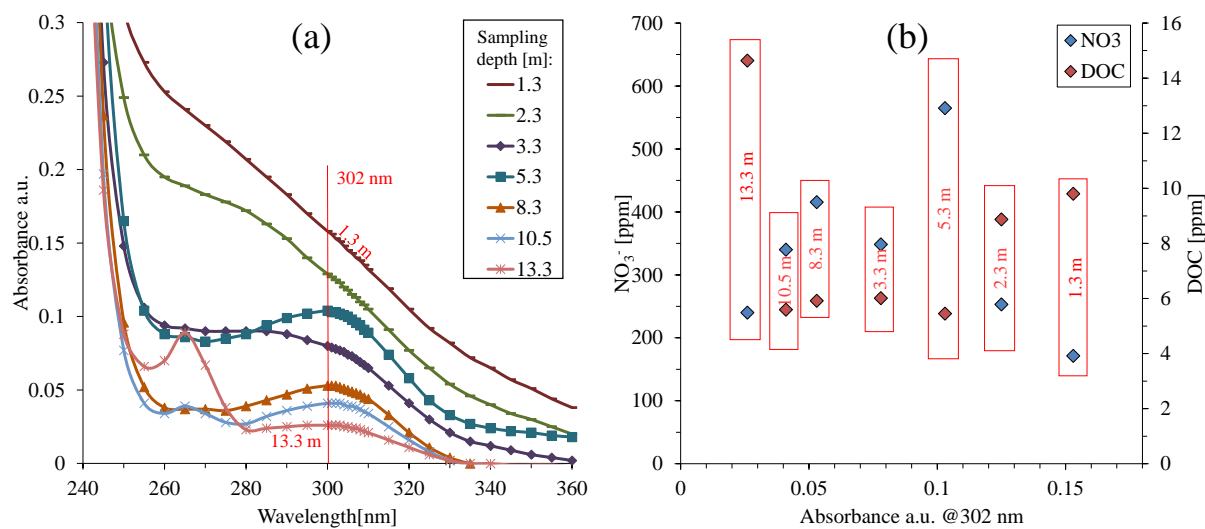 (a)
Sampling
depth [m]:
1.3
2.3
3.3
5.3
8.3
10.5
13.3
302 nm
1.3 m
13.3 m
Absorbance a.u.
0.3
0.25
0.2
0.15
0.1
0.05
0
240 260 280 300 320 340 360
Wavelength[nm]
(b)
NO3
DOC
NO₃⁻ [ppm]
700
600
500
400
300
200
100
0
13.3 m
10.5 m
8.3 m
3.3 m
5.3 m
2.3 m
1.3 m
16
14
12
10
8
6
4
2
0
DOC [ppm]
0 0.05 0.1 0.15
Absorbance a.u. @302 nm